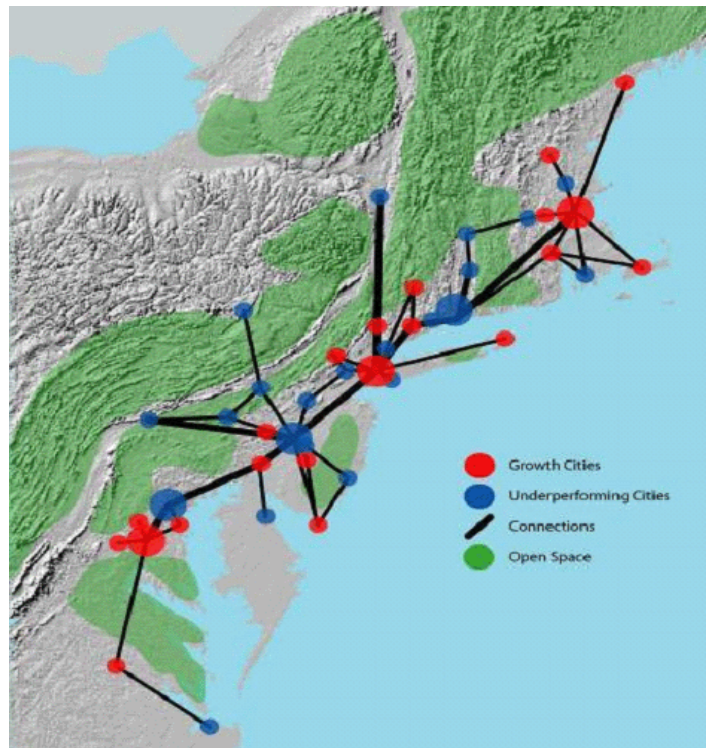 Growth Cities
Underperforming Cities
Connections
Open Space